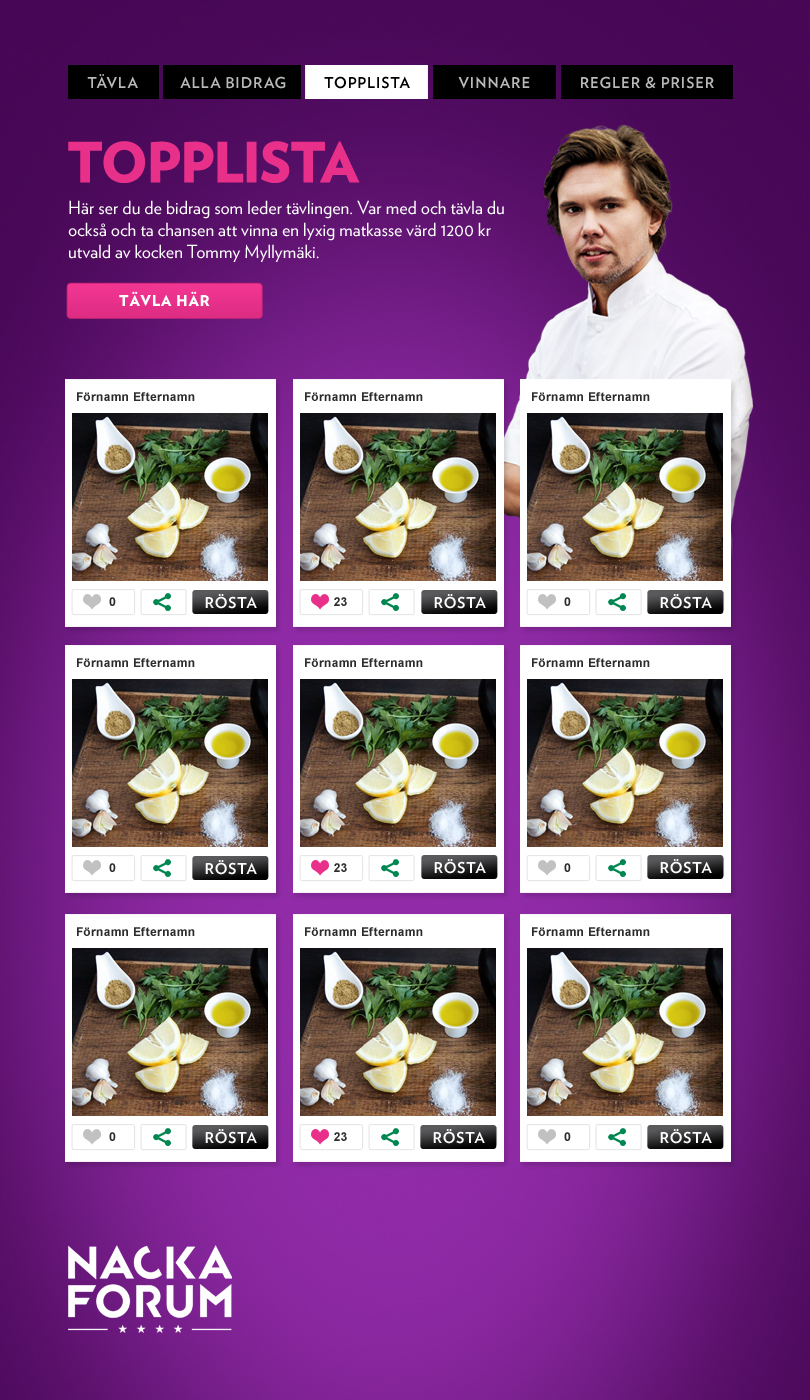 TÄVLA ALLA BIDRAG TOPPLISTA VINNARE REGLER & PRISER
TOPPLISTA
Här ser du de bidrag som leder tävlingen. Var med och tävla du
också och ta chansen att vinna en lyxig matkasse värd 1200 kr
utvald av kocken Tommy Myllymäki.
TÄVLA HÄR
Förnamn Efternamn Förnamn Efternamn Förnamn Efternamn
0 RÖSTA 23 RÖSTA 0 RÖSTA
Förnamn Efternamn Förnamn Efternamn Förnamn Efternamn
0 RÖSTA 23 RÖSTA 0 RÖSTA
Förnamn Efternamn Förnamn Efternamn Förnamn Efternamn
0 RÖSTA 23 RÖSTA 0 RÖSTA
NACKA
FORUM